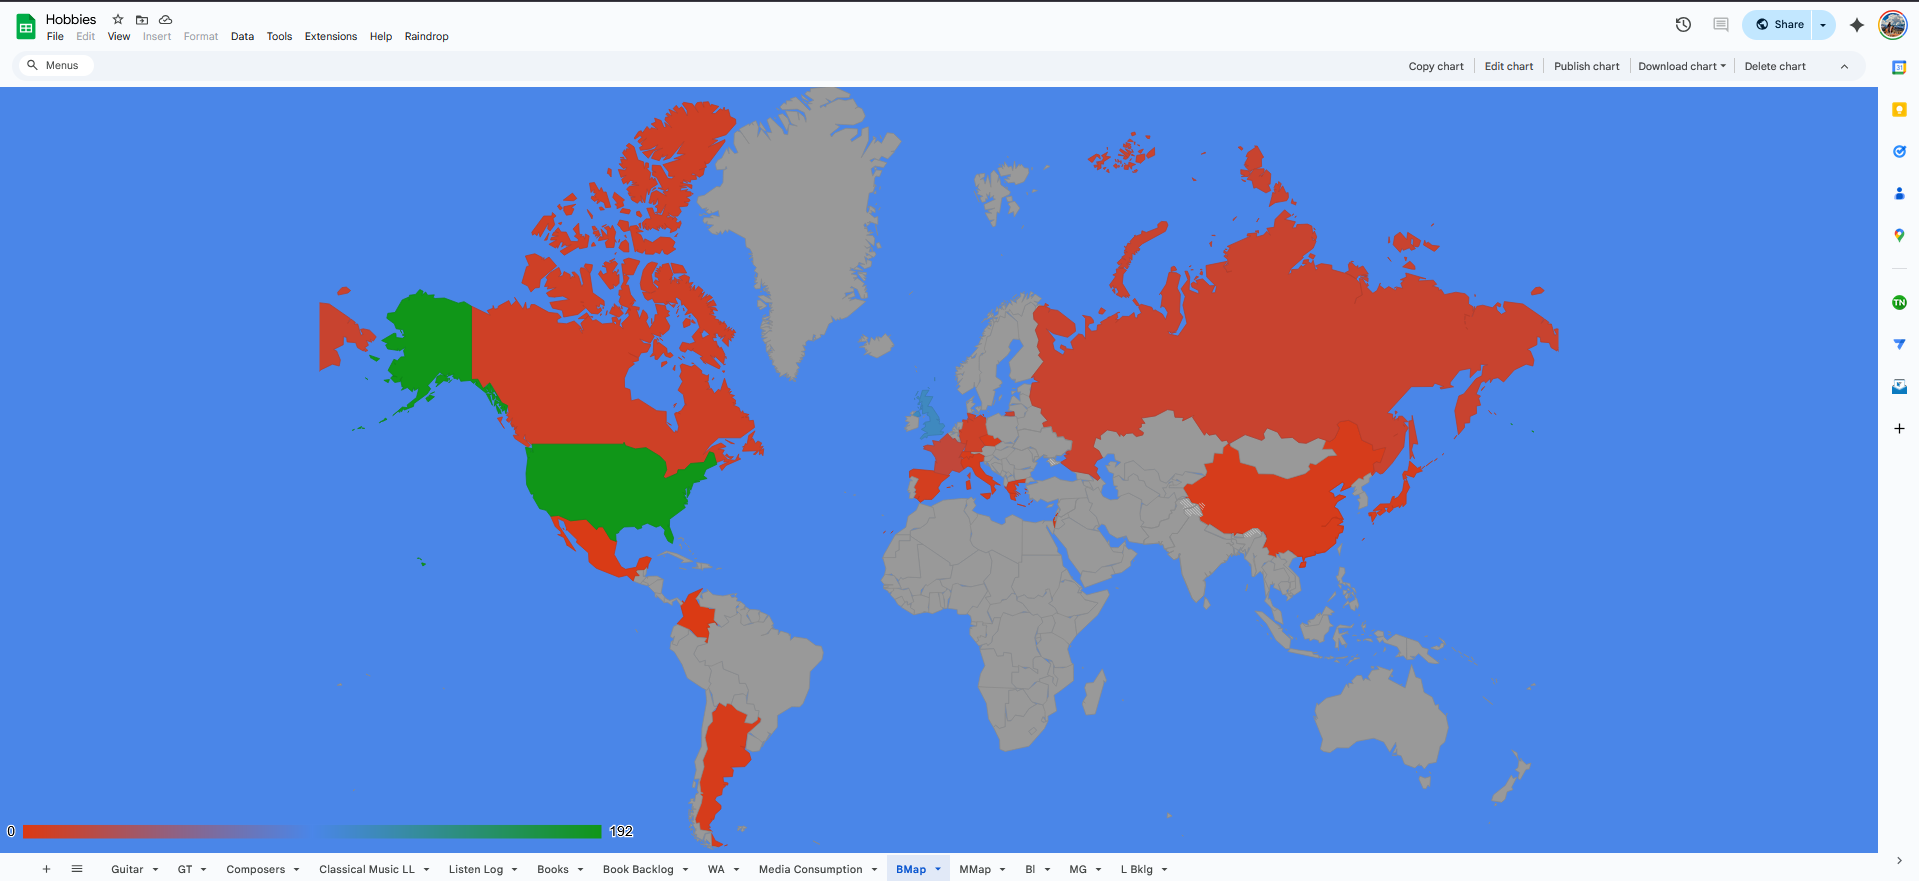 Hobbies
File Edit View Insert Format Data Tools Extensions Help Raindrop
Share
Menus
Copy chart Edit chart Publish chart Download chart Delete chart
31
TN
0 192
Guitar GT Composers Classical Music LL Listen Log Books Book Backlog WA Media Consumption BMap MMap BI MG L Bklg